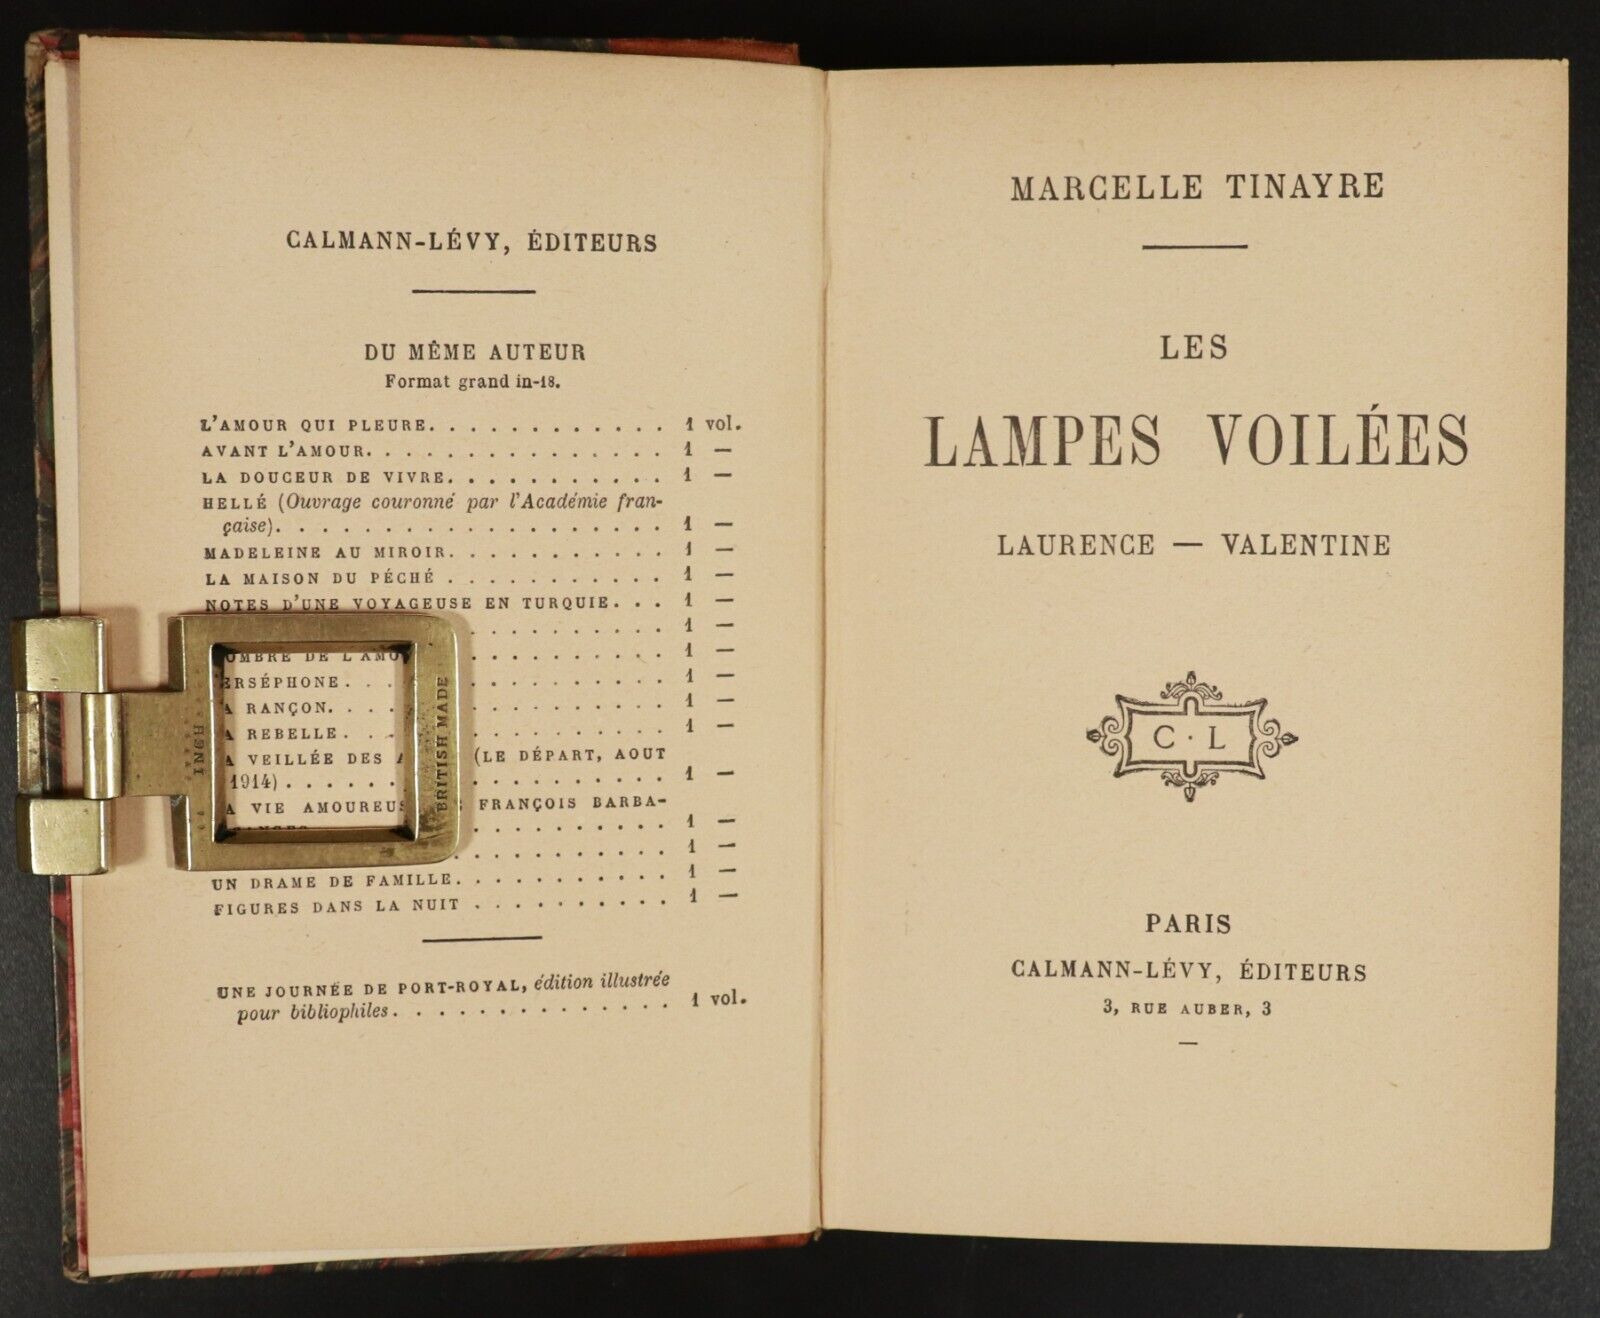 CALMANN-LÉVY, ÉDITEURS
DU MÊME AUTEUR
Format grand in-18.
L'AMOUR QUI PLEURE. . . . . . . . . . . . 1 vol.
AVANT L'AMOUR. . . . . . . . . . . . . . . 1 —
LA DOUCEUR DE VIVRE. . . . . . . . . . . 1 —
HELLÉ (Ouvrage couronné par l'Académie fran-
çaise). . . . . . . . . . . . . . . . . . . . 1 —
MADELEINE AU MIROIR. . . . . . . . . . . 1 —
LA MAISON DU PÉCHÉ . . . . . . . . . . . 1 —
NOTES D'UNE VOYAGEUSE EN TURQUIE. . . 1 —
. . . . . . . . . . 1 —
OMBRE DE L'AMO . . . . . . . . . . 1 —
ERSÉPHONE. . . . . . . . . . . . . 1 —
A RANÇON. . . . . . . . . . . . . . 1 —
A REBELLE. . . . . . . . . . . . . 1 —
A VEILLÉE DES (LE DÉPART, AOUT
1914) . . . . . . . . . . . . . . . . 1 —
A VIE AMOUREUS FRANÇOIS BARBA-
. . . . . . . . . . 1 —
. . . . . . . . . . . 1 —
UN DRAME DE FAMILLE. . . . . . . . . . . 1 —
FIGURES DANS LA NUIT . . . . . . . . . . 1 —
UNE JOURNÉE DE PORT-ROYAL, édition illustrée
pour bibliophiles. . . . . . . . . . . . . . 1 vol.
INCH
BRITISH MADE
MARCELLE TINAYRE
LES
LAMPES VOILÉES
LAURENCE — VALENTINE
C · L
PARIS
CALMANN-LÉVY, ÉDITEURS
3, RUE AUBER, 3